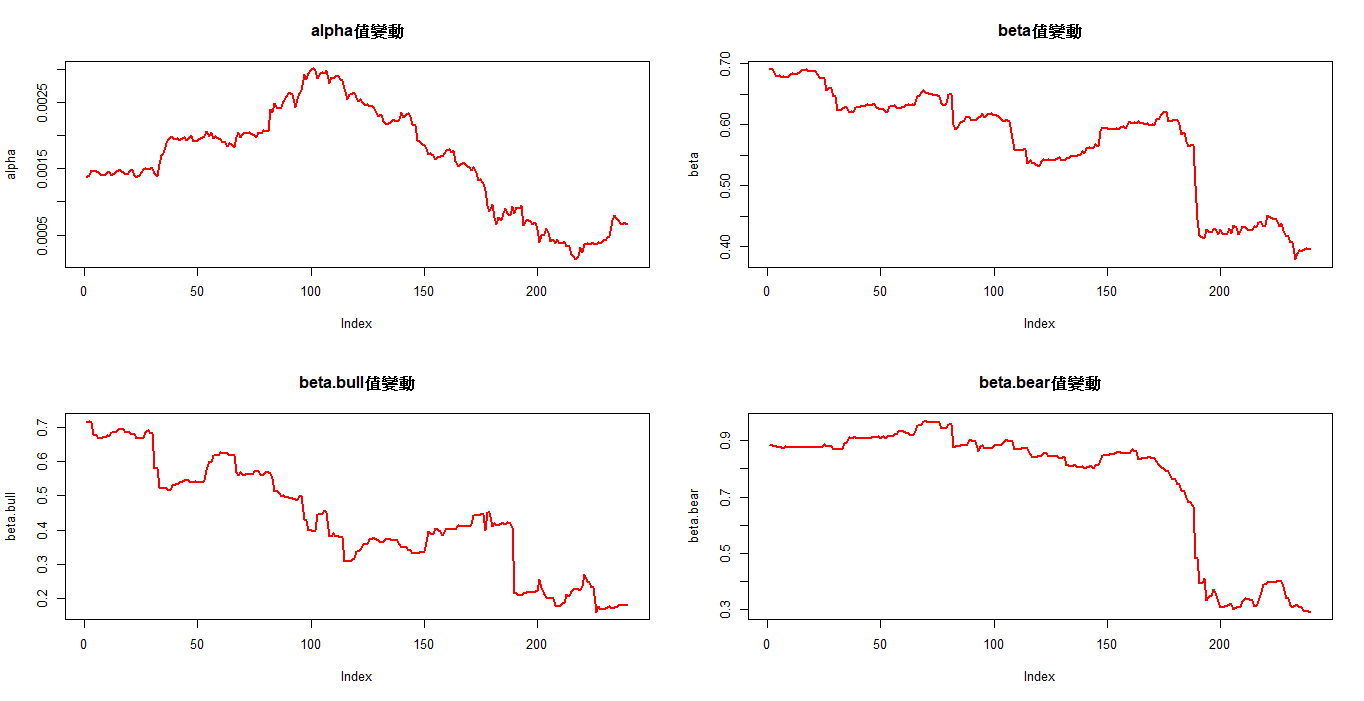 alpha值變動
alpha
0.0005 0.0015 0.0025
0 50 100 150 200
Index
beta值變動
beta
0.40 0.50 0.60 0.70
0 50 100 150 200
Index
beta.bull值變動
beta.bull
0.2 0.3 0.4 0.5 0.6 0.7
0 50 100 150 200
Index
beta.bear值變動
beta.bear
0.3 0.5 0.7 0.9
0 50 100 150 200
Index